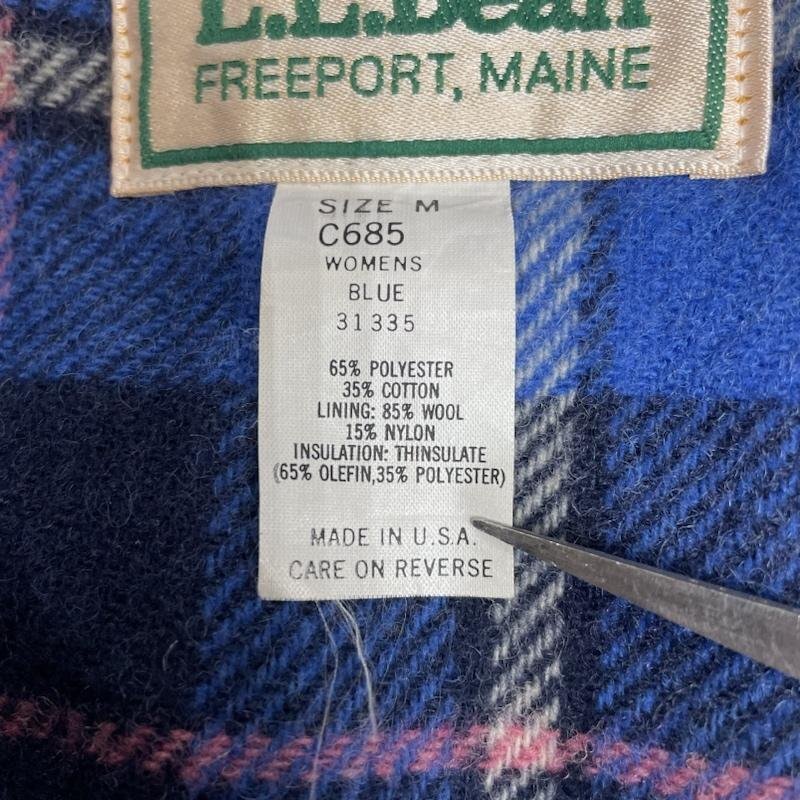 L.L.Bean
FREEPORT, MAINE
SIZE M
C685
WOMENS
BLUE
31335
65% POLYESTER
35% COTTON
LINING: 85% WOOL
15% NYLON
INSULATION: THINSULATE
(65% OLEFIN,35% POLYESTER)
MADE IN U.S.A.
CARE ON REVERSE